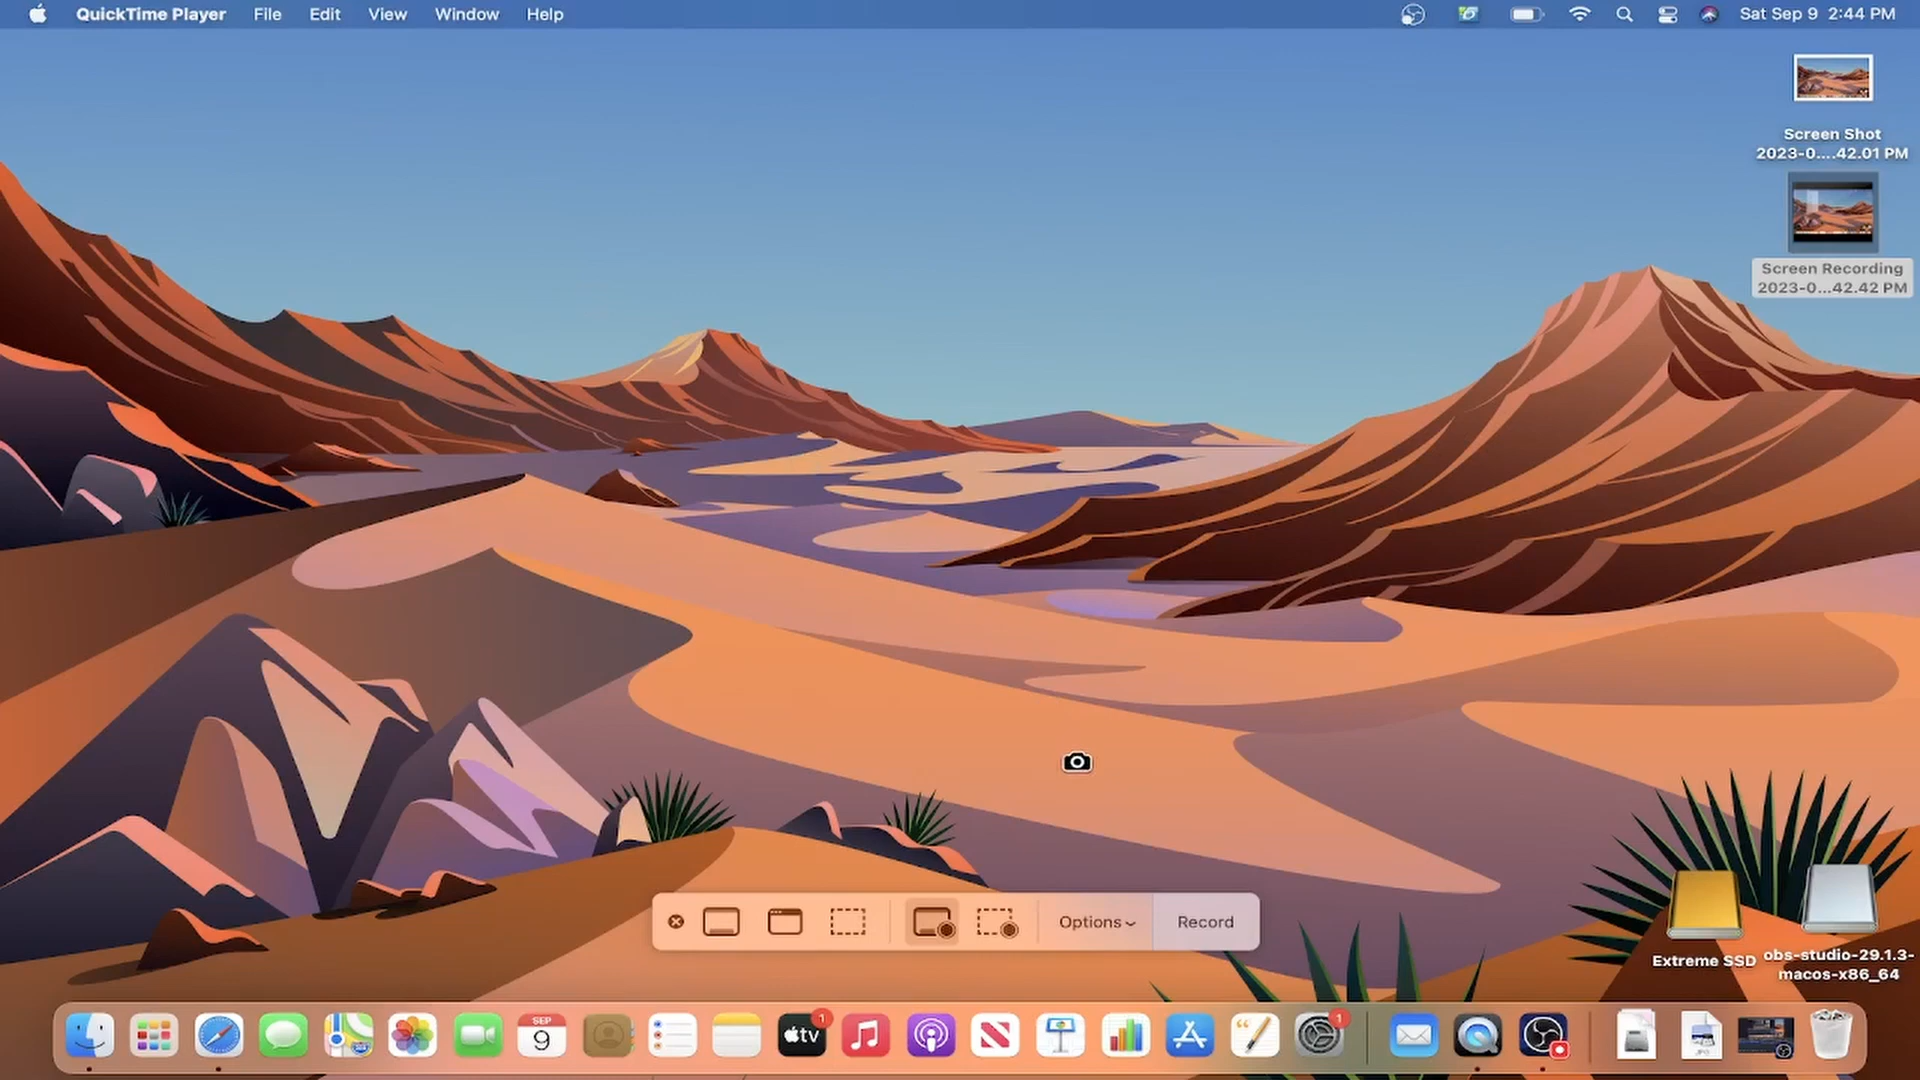 QuickTime Player File Edit View Window Help Sat Sep 9 2:44 PM
Screen Shot
2023-0....42.01 PM
Screen Recording
2023-0...42.42 PM
Options Record
Extreme SSD
obs-studio-29.1.3-
macos-x86_64
SEP
9
tv
1
1
JPG